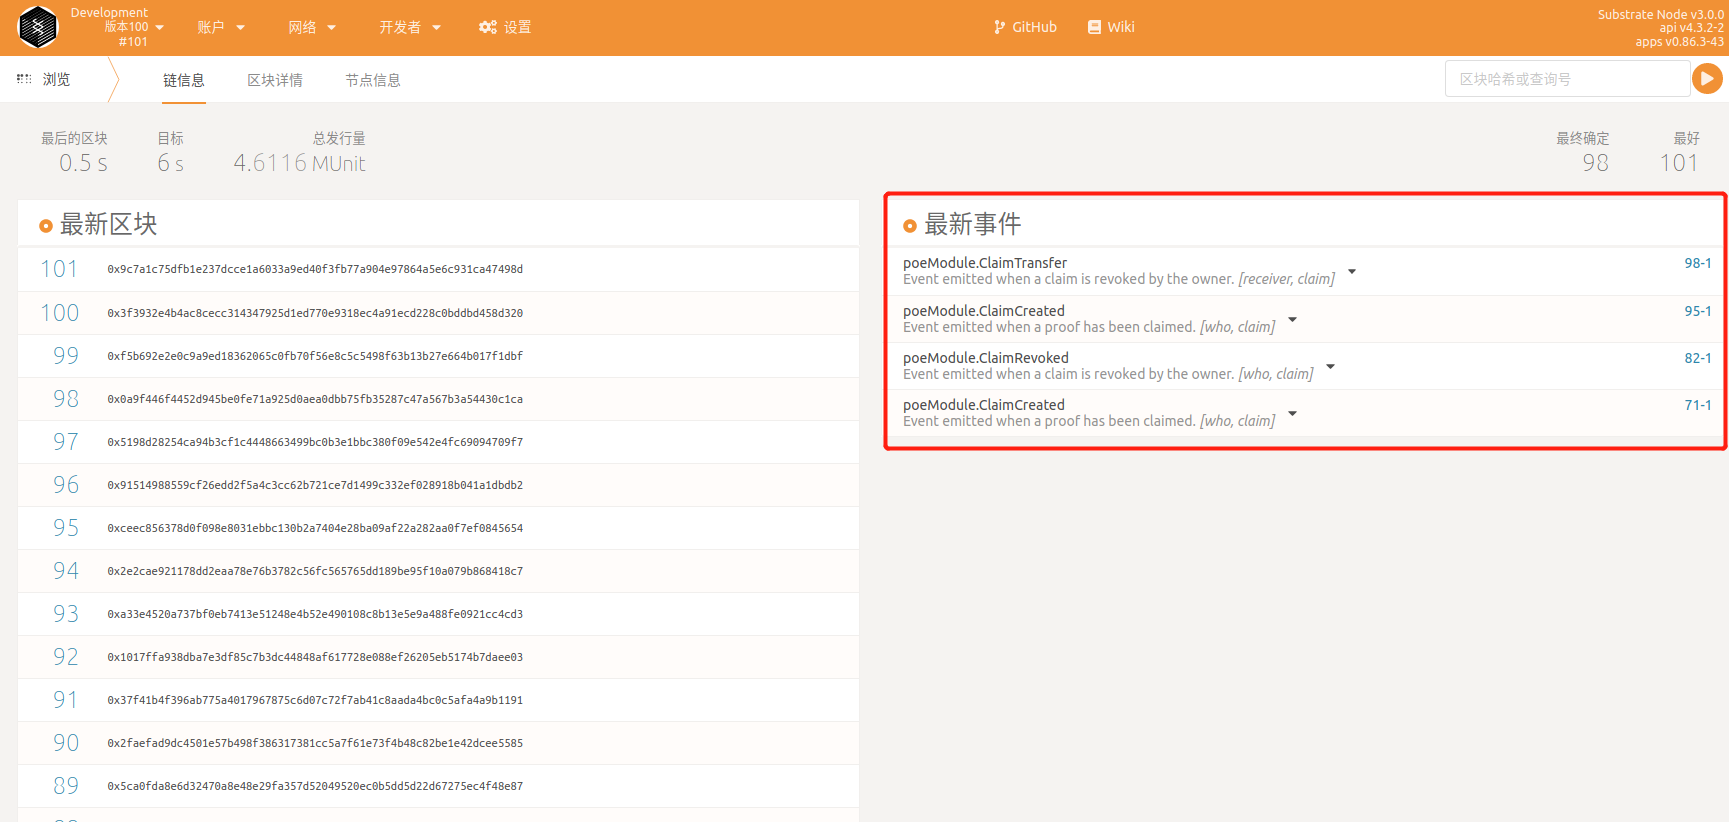 Development
版本100
#101
账户
网络
开发者
设置
GitHub
Wiki
Substrate Node v3.0.0
api v4.3.2-2
apps v0.86.3-43
浏览
链信息
区块详情
节点信息
区块哈希或查询号
最后的区块
0.5 s
目标
6 s
总发行量
4.6116 MUnit
最终确定
98
最好
101
最新区块
101 0x9c7a1c75dfb1e237dcce1a6033a9ed40f3fb77a904e97864a5e6c931ca47498d
100 0x3f3932e4b4ac8cecc314347925d1ed770e9318ec4a91ecd228c0bddbd458d320
99 0xf5b692e2e0c9a9ed18362065c0fb70f56e8c5c5498f63b13b27e664b017f1dbf
98 0x0a9f446f4452d945be0fe71a925d0aea0dbb75fb35287c47a567b3a54430c1ca
97 0x5198d28254ca94b3cf1c4448663499bc0b3e1bbc380f09e542e4fc69094709f7
96 0x91514988559cf26edd2f5a4c3cc62b721ce7d1499c332ef028918b041a1dbdb2
95 0xceec856378d0f098e8031ebbc130b2a7404e28ba09af22a282aa0f7ef0845654
94 0x2e2cae921178dd2eaa78e76b3782c56fc565765dd189be95f10a079b868418c7
93 0xa33e4520a737bf0eb7413e51248e4b52e490108c8b13e5e9a488fe0921cc4cd3
92 0x1017ffa938dba7e3df85c7b3dc44848af617728e088ef26205eb5174b7daee03
91 0x37f41b4f396ab775a4017967875c6d07c72f7ab41c8aada4bc0c5afa4a9b1191
90 0x2faefad9dc4501e57b498f386317381cc5a7f61e73f4b48c82be1e42dcee5585
89 0x5ca0fda8e6d32470a8e48e29fa357d52049520ec0b5dd5d22d67275ec4f48e87
最新事件
poeModule.ClaimTransfer 98-1
Event emitted when a claim is revoked by the owner. [receiver, claim]
poeModule.ClaimCreated 95-1
Event emitted when a proof has been claimed. [who, claim]
poeModule.ClaimRevoked 82-1
Event emitted when a claim is revoked by the owner. [who, claim]
poeModule.ClaimCreated 71-1
Event emitted when a proof has been claimed. [who, claim]